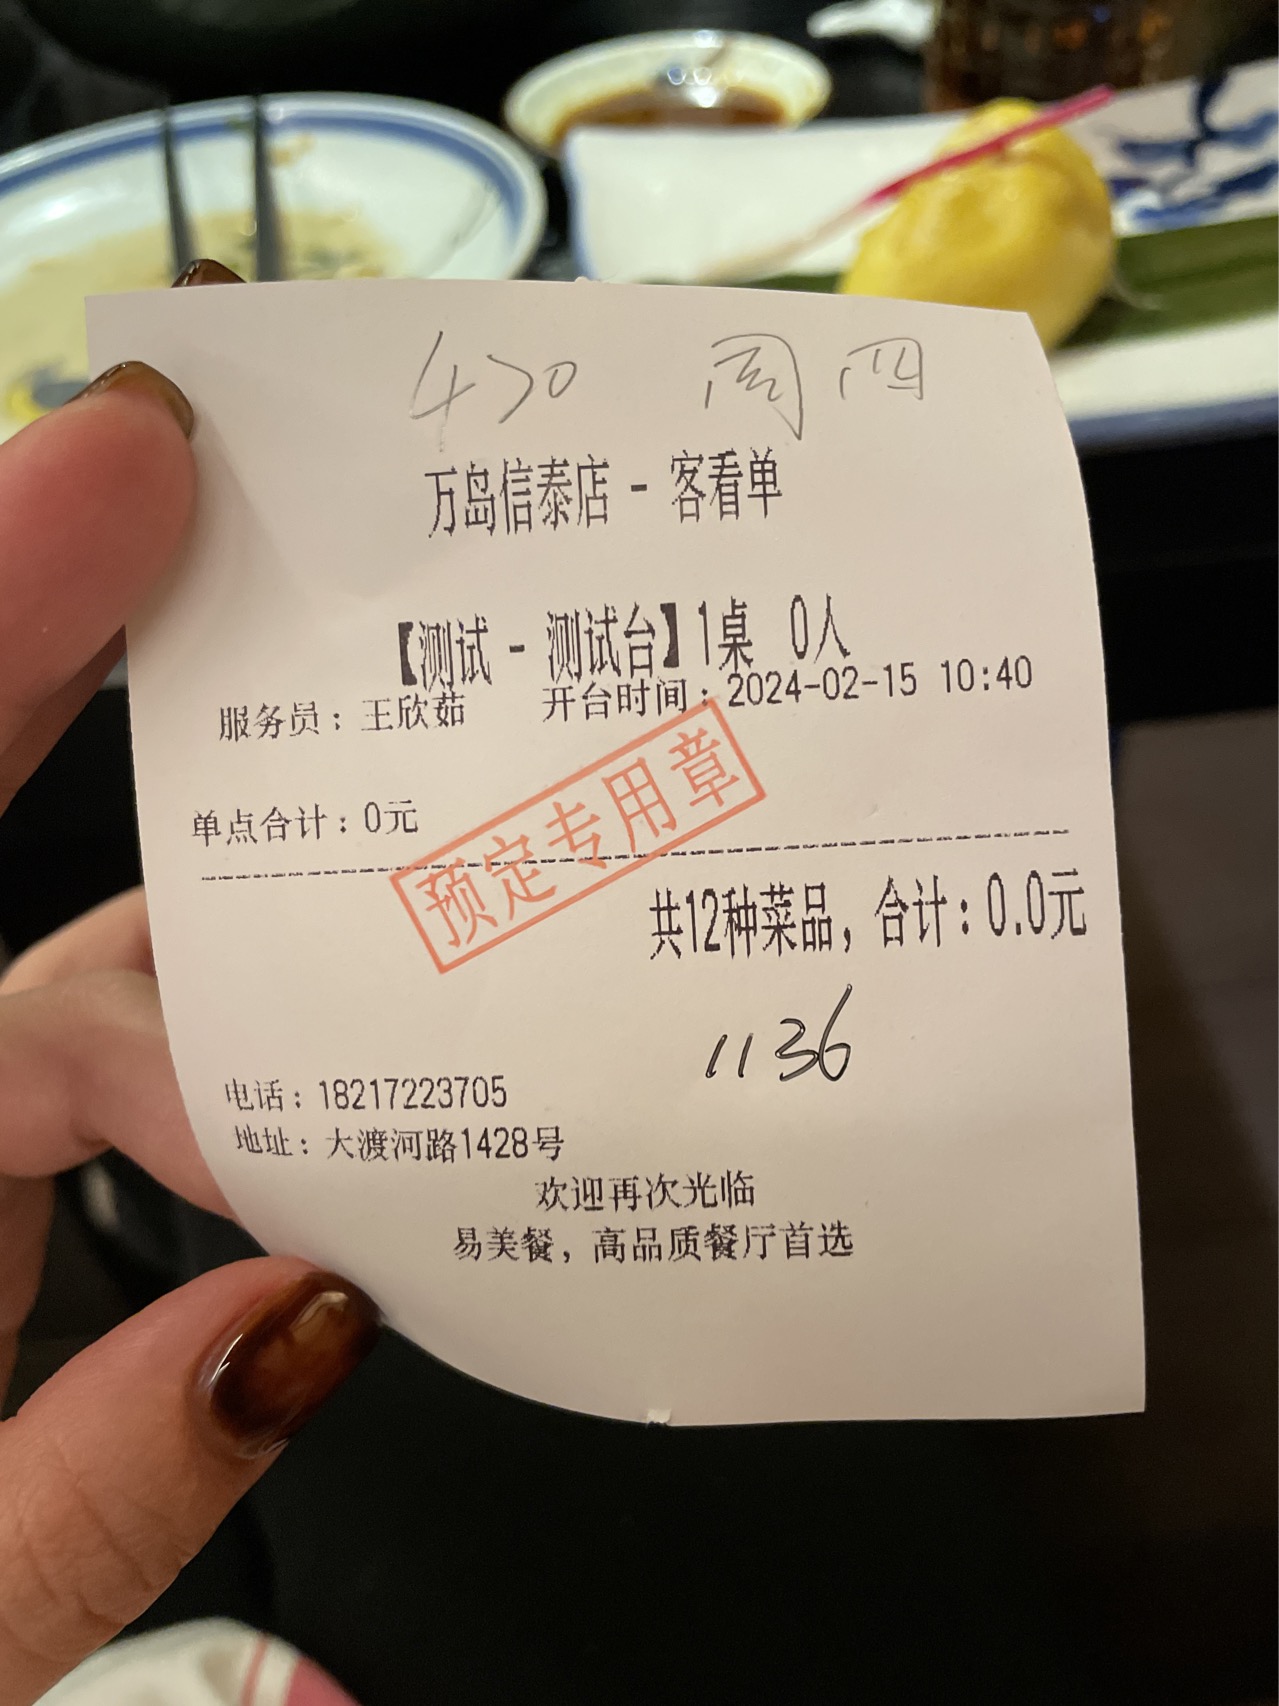 470 周四
万岛信泰店 - 客看单
【测试 - 测试台】1桌 0人
服务员：王欣茹 开台时间：2024-02-15 10:40
单点合计：0元
预定专用章
共12种菜品，合计：0.0元
1136
电话：18217223705
地址：大渡河路1428号
欢迎再次光临
易美餐，高品质餐厅首选